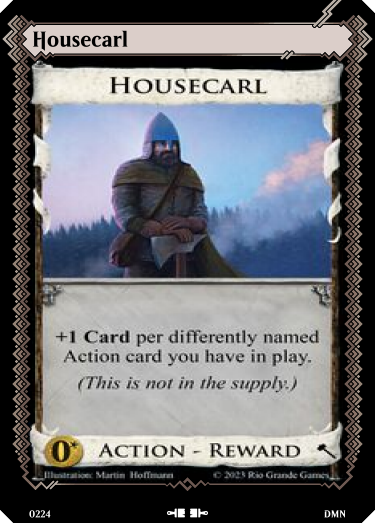 Housecarl
HOUSECARL
+1 Card per differently named
Action card you have in play.
(This is not in the supply.)
0* ACTION - REWARD
Illustration: Martin Hoffmann © 2023 Rio Grande Games
0224 DMN